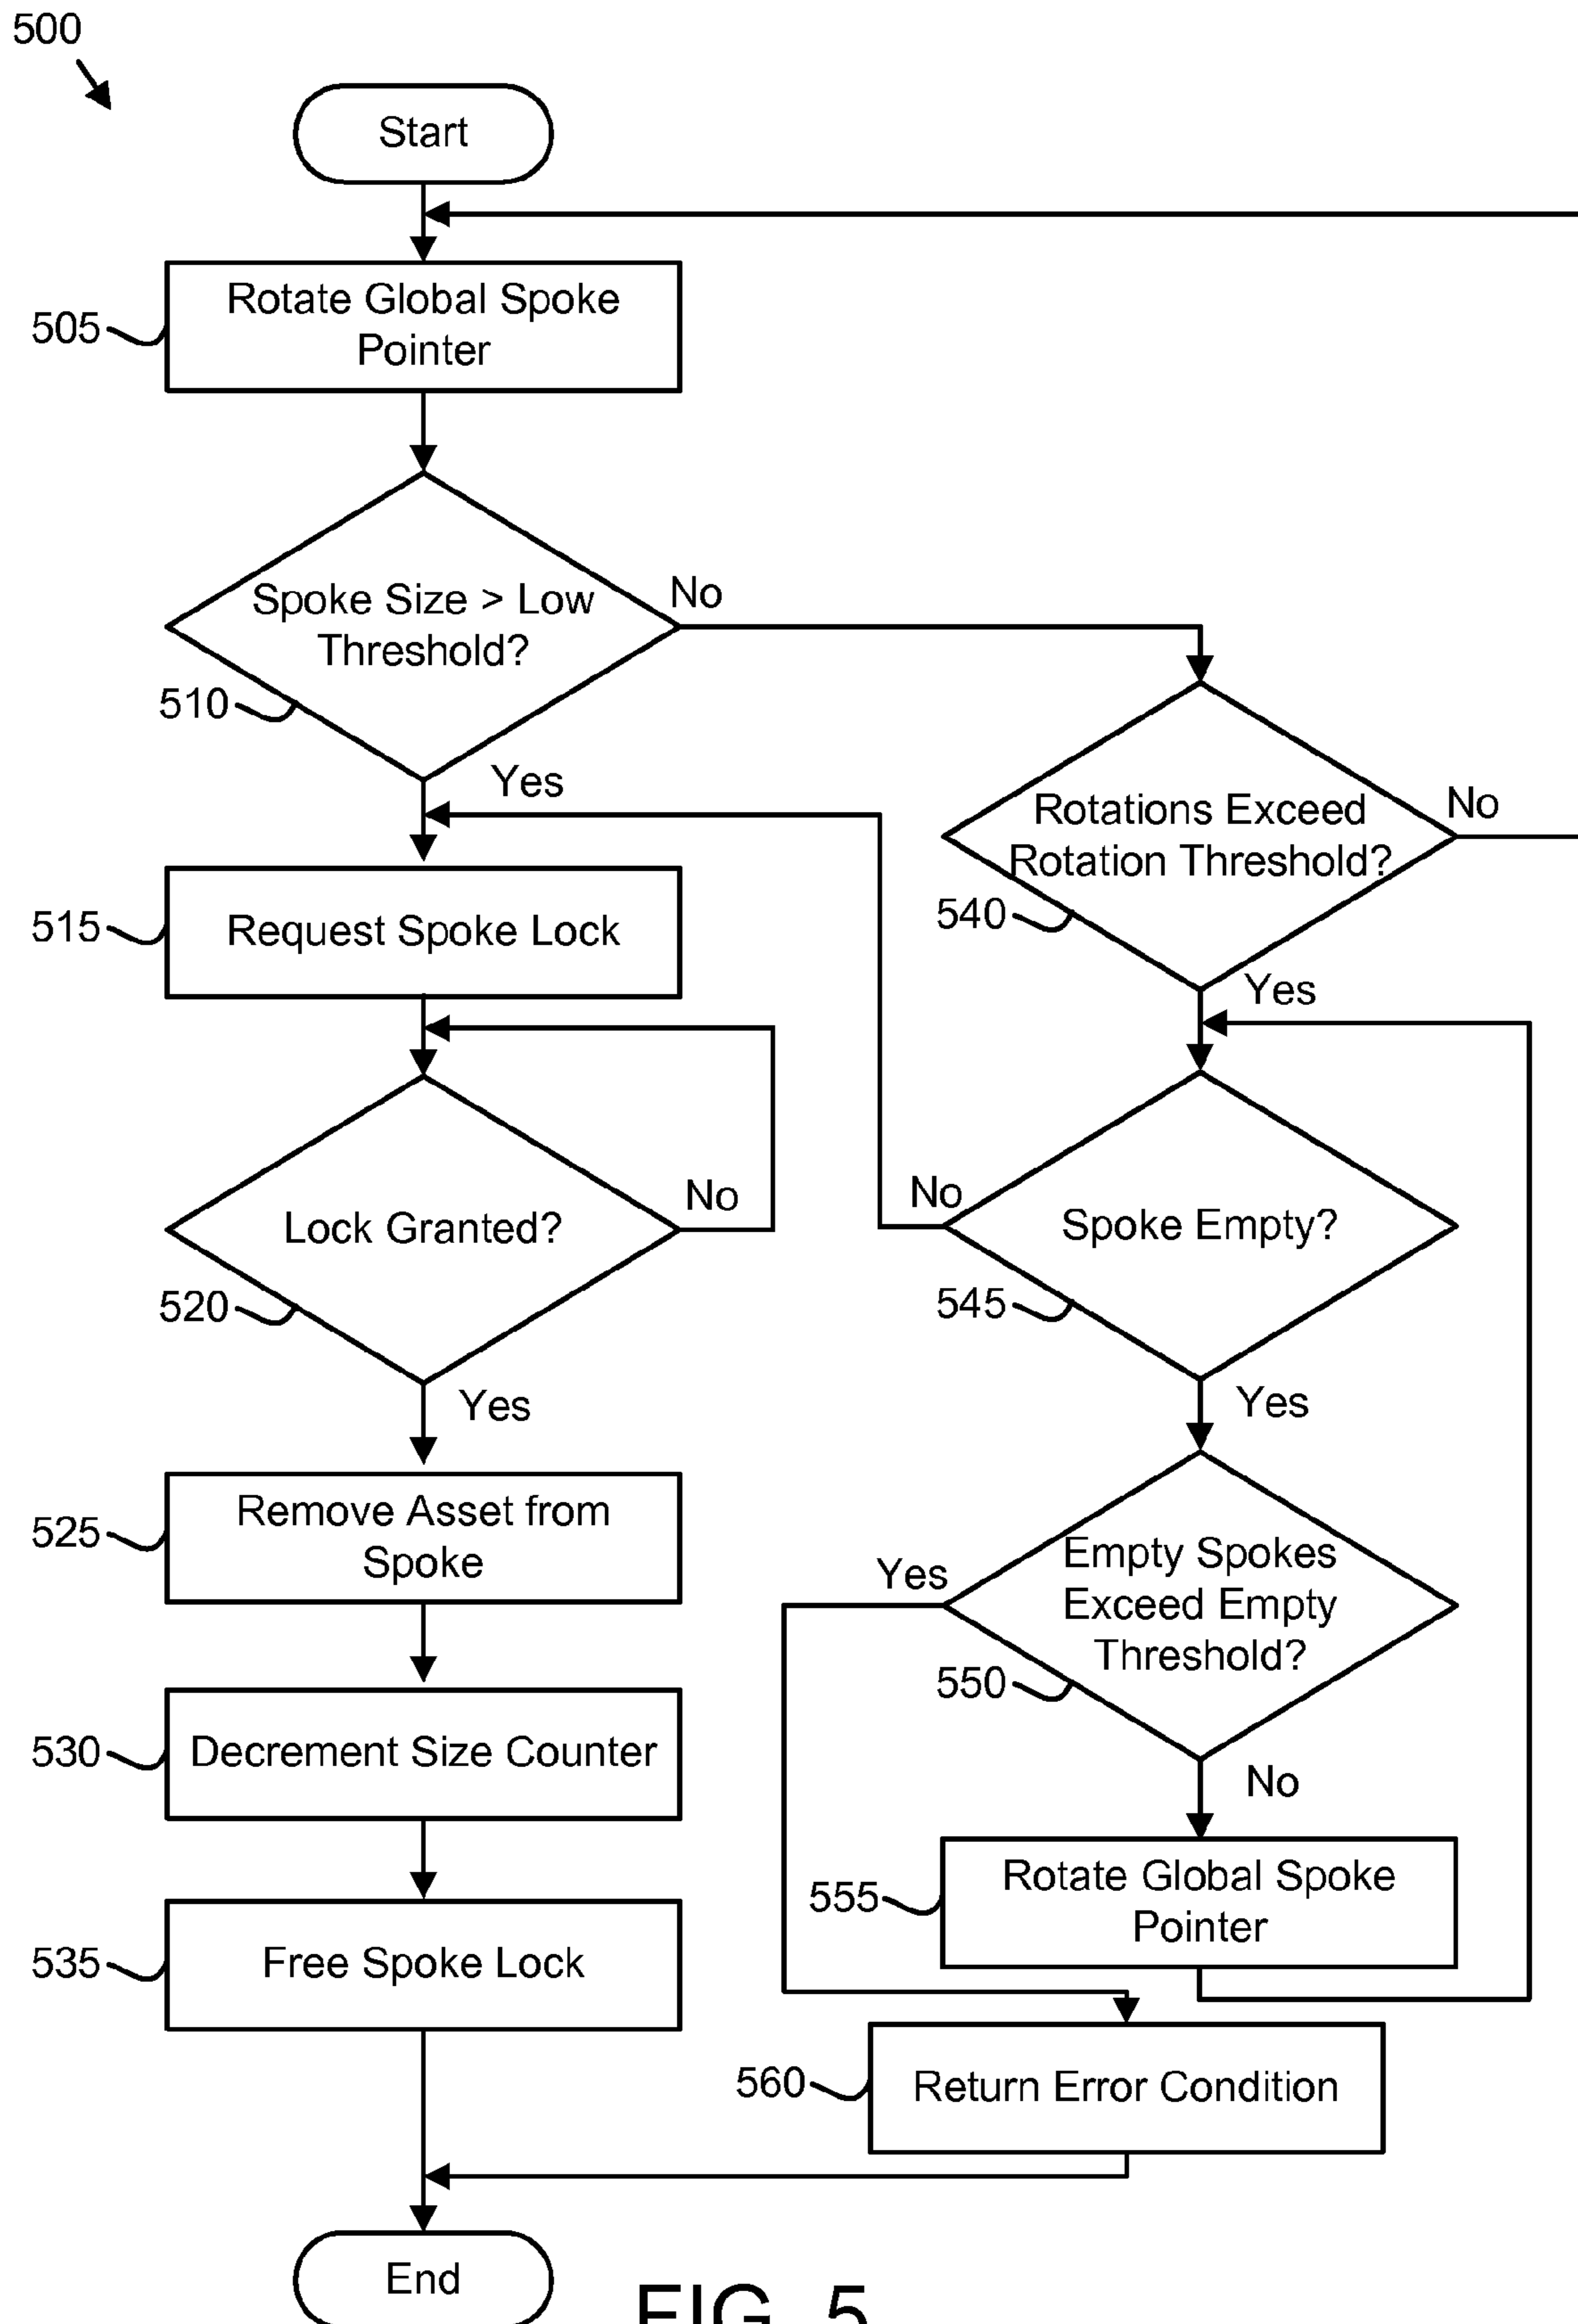 500
Start
505
Rotate Global Spoke
Pointer
Spoke Size > Low
Threshold?
510
No
Yes
515
Request Spoke Lock
Lock Granted?
520
No
Yes
525
Remove Asset from
Spoke
530
Decrement Size Counter
535
Free Spoke Lock
Rotations Exceed
Rotation Threshold?
540
No
Yes
Spoke Empty?
545
No
Yes
Empty Spokes
Exceed Empty
Threshold?
550
Yes
No
555
Rotate Global Spoke
Pointer
560
Return Error Condition
End
FIG. 5